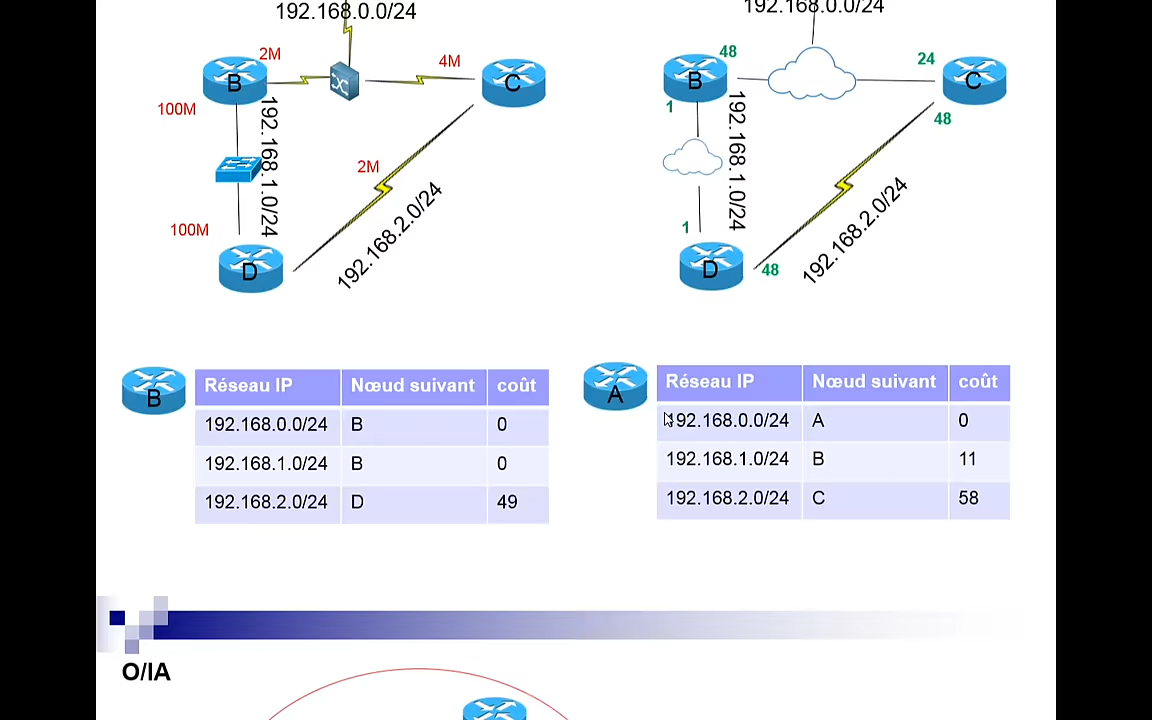 192.168.0.0/24
192.168.0.0/24
2M
4M
B
C
100M
192.168.1.0/24
2M
100M
D
192.168.2.0/24
48
24
B
C
1
48
192.168.1.0/24
1
D
48
192.168.2.0/24
B
Réseau IP Nœud suivant coût
192.168.0.0/24 B 0
192.168.1.0/24 B 0
192.168.2.0/24 D 49
A
Réseau IP Nœud suivant coût
192.168.0.0/24 A 0
192.168.1.0/24 B 11
192.168.2.0/24 C 58
O/IA